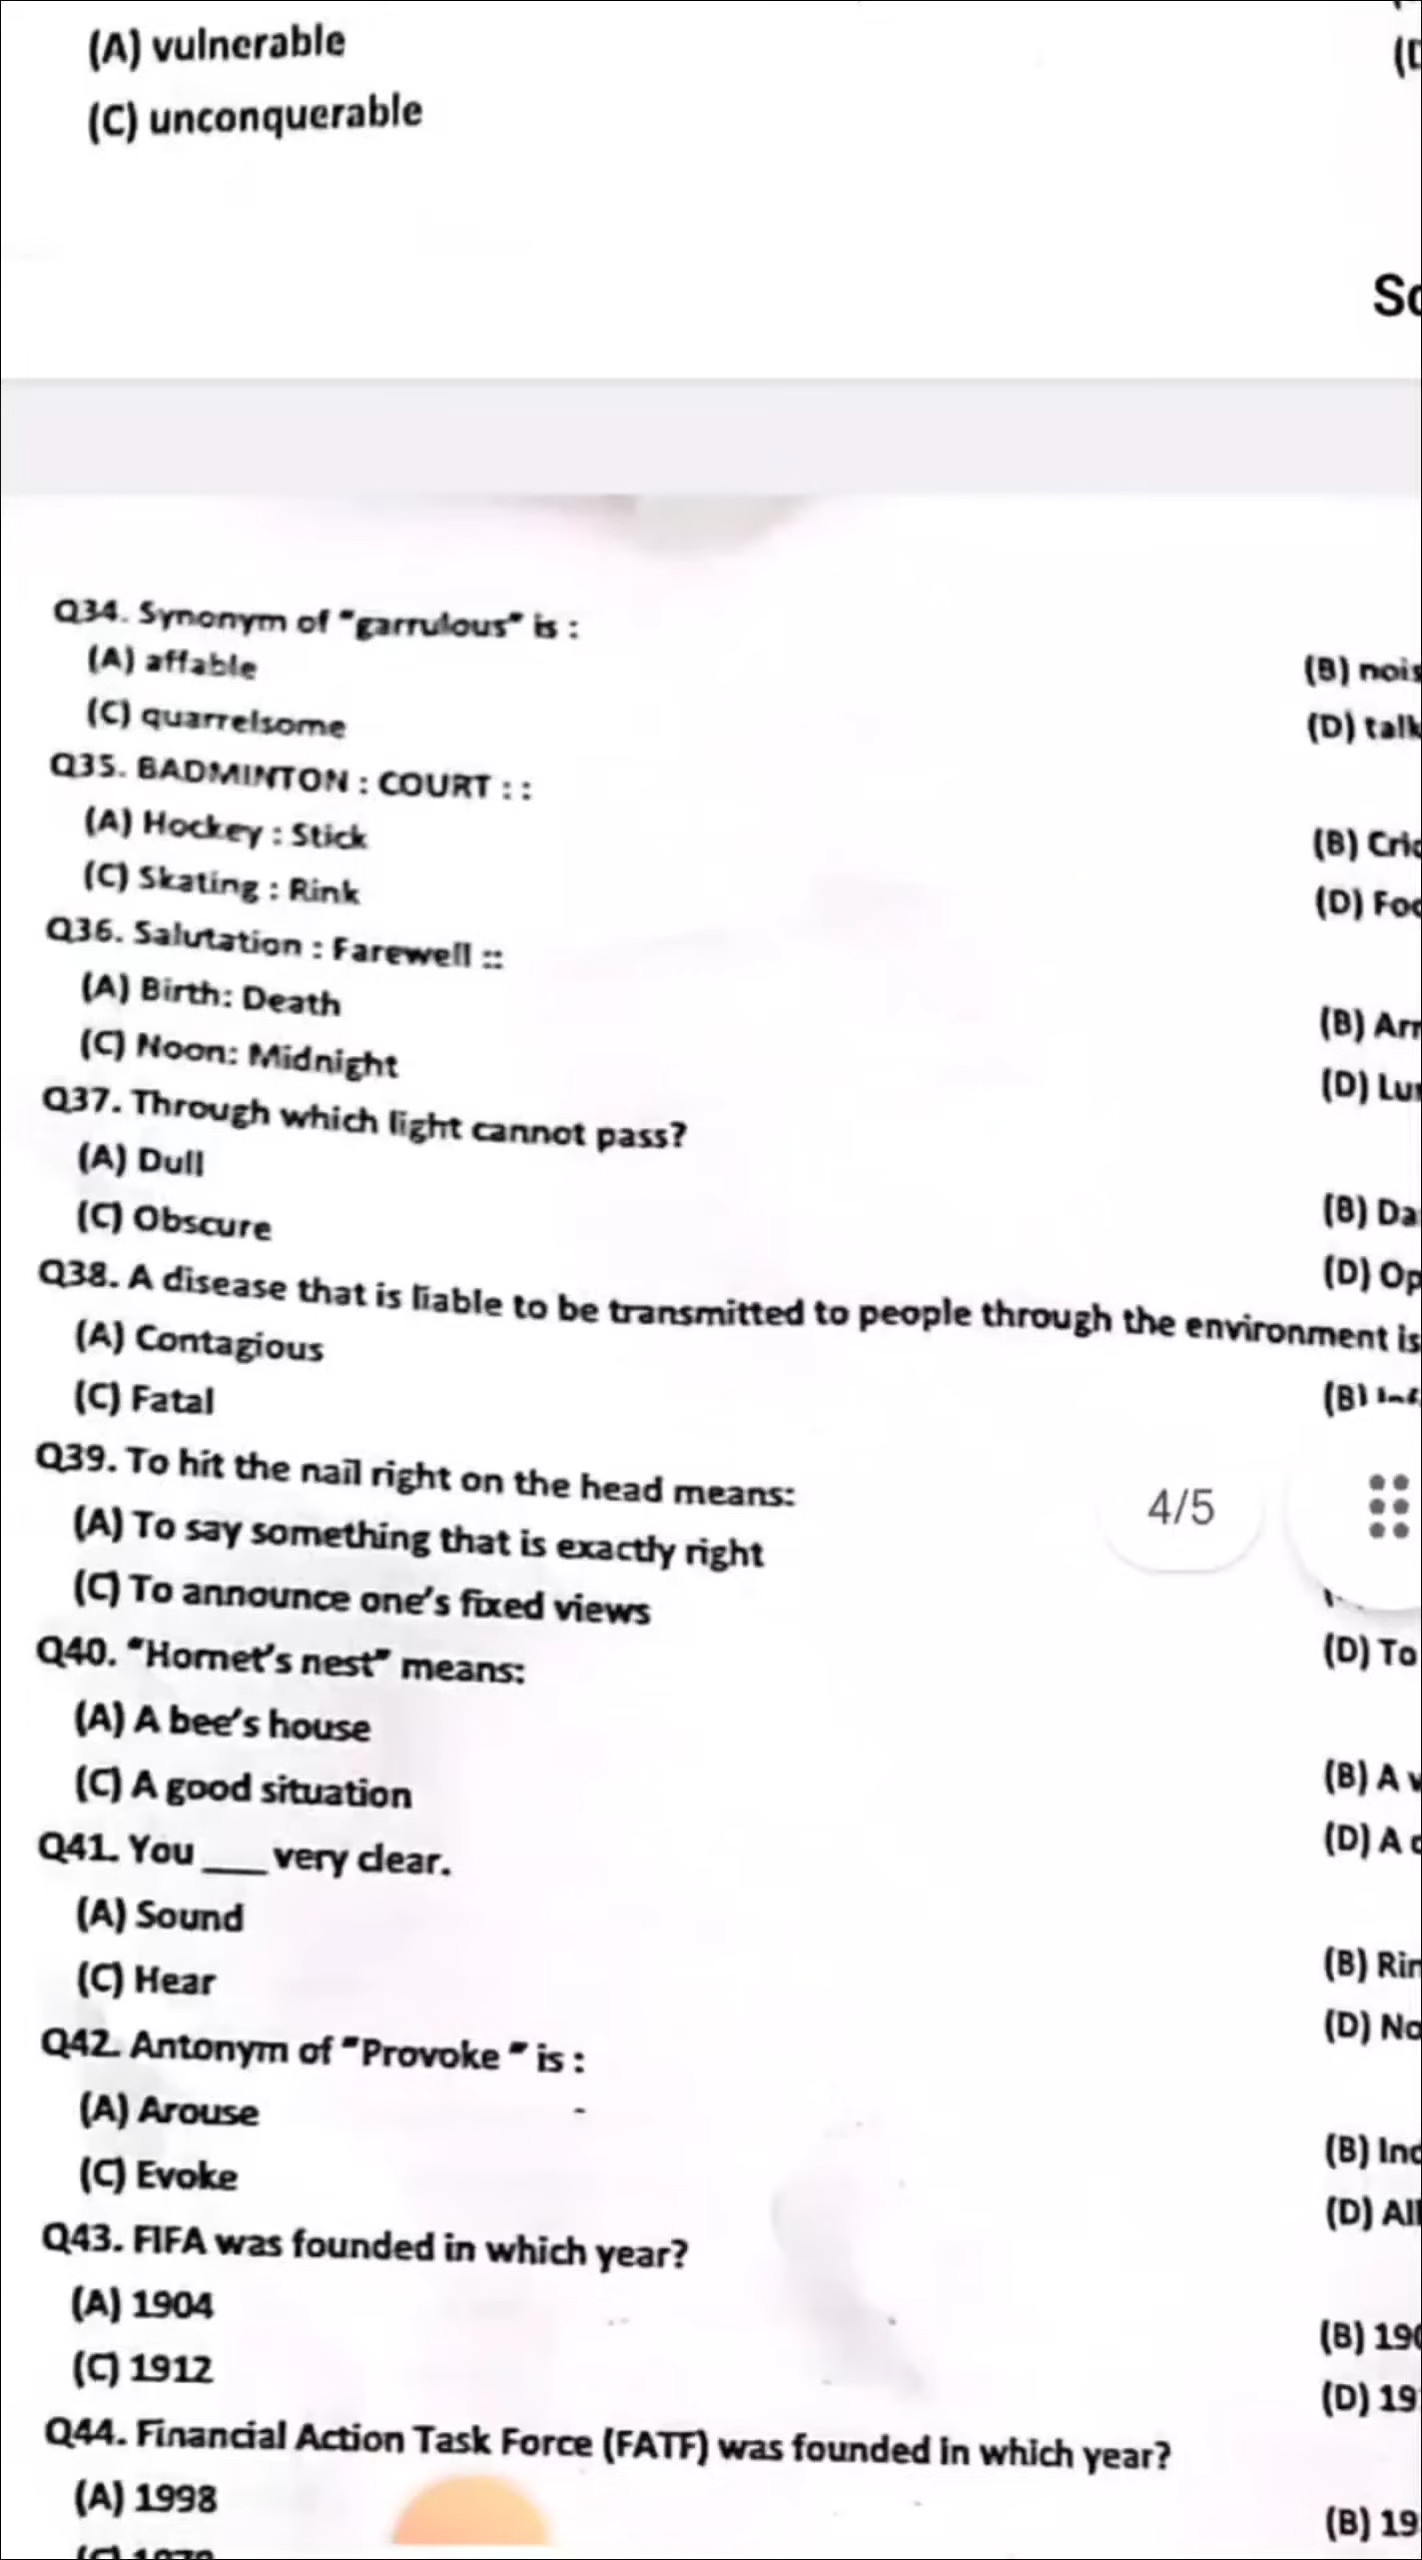 (A) vulnerable
(C) unconquerable
Q34. Synonym of "garrulous" is :
(A) affable
(B)
(C) quarrelsome
(D)
Q35. BADMINTON : COURT : :
(A) Hockey : Stick
(B)
(C) Skating : Rink
(D)
Q36. Salutation : Farewell ::
(A) Birth: Death
(B)
(C) Noon: Midnight
(D)
Q37. Through which light cannot pass?
(A) Dull
(B)
(C) Obscure
(D)
Q38. A disease that is liable to be transmitted to people through the environment is
(A) Contagious
(B)
(C) Fatal
Q39. To hit the nail right on the head means:
4/5
(A) To say something that is exactly right
(C) To announce one's fixed views
(D) To
Q40. "Hornet's nest" means:
(A) A bee's house
(B) A
(C) A good situation
(D) A
Q41. You ___ very clear.
(A) Sound
(B)
(C) Hear
(D)
Q42. Antonym of "Provoke " is :
(A) Arouse
(B)
(C) Evoke
(D)
Q43. FIFA was founded in which year?
(A) 1904
(B)
(C) 1912
(D)
Q44. Financial Action Task Force (FATF) was founded in which year?
(A) 1998
(B)